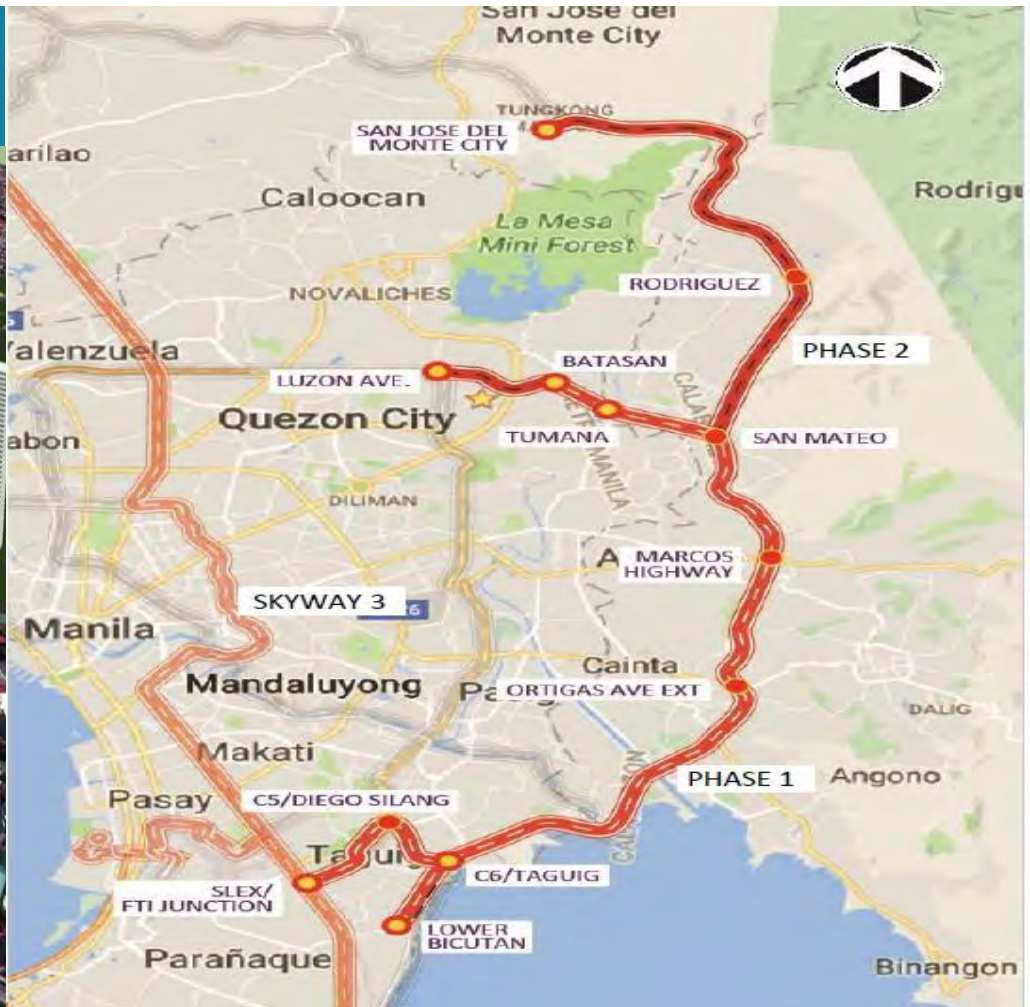 San Jose del
Monte City
TUNGKONG
SAN JOSE DEL
MONTE CITY
arilao
Caloocan
Rodrigu
La Mesa
Mini Forest
RODRIGUEZ
NOVALICHES
5
Valenzuela
PHASE 2
BATASAN
LUZON AVE.
Quezon City
abon
TUMANA
SAN MATEO
DILIMAN
A
MARCOS
HIGHWAY
SKYWAY 3
26
Manila
Cainta
Mandaluyong
ORTIGAS AVE EXT
DALIG
Makati
PHASE 1
Angono
Pasay
C5/DIEGO SILANG
Taguig
C6/TAGUIG
SLEX/
FTI JUNCTION
LOWER
BICUTAN
Parañaque
Binangon